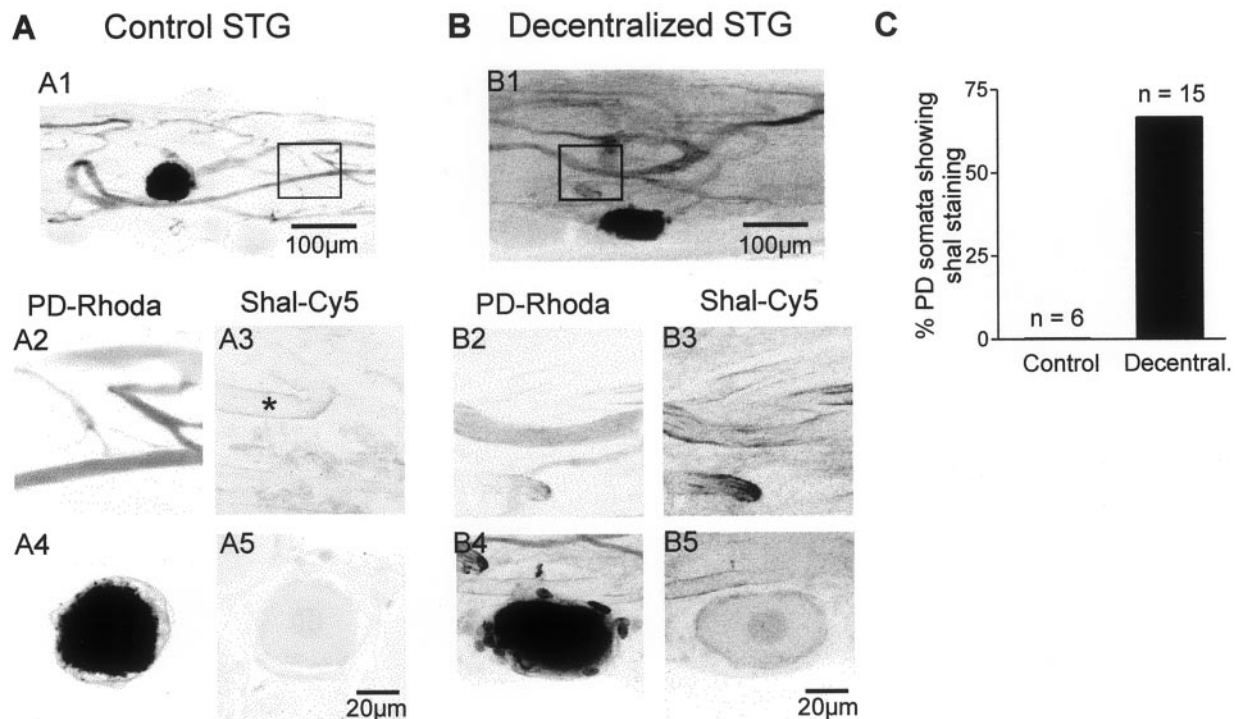 A Control STG
A1
100µm
PD-Rhoda Shal-Cy5
A2 A3
*
A4 A5
20µm
B Decentralized STG
B1
100µm
PD-Rhoda Shal-Cy5
B2 B3
B4 B5
20µm
C
% PD somata showing
shal staining
75
50
25
0
n = 6
n = 15
Control Decentral.